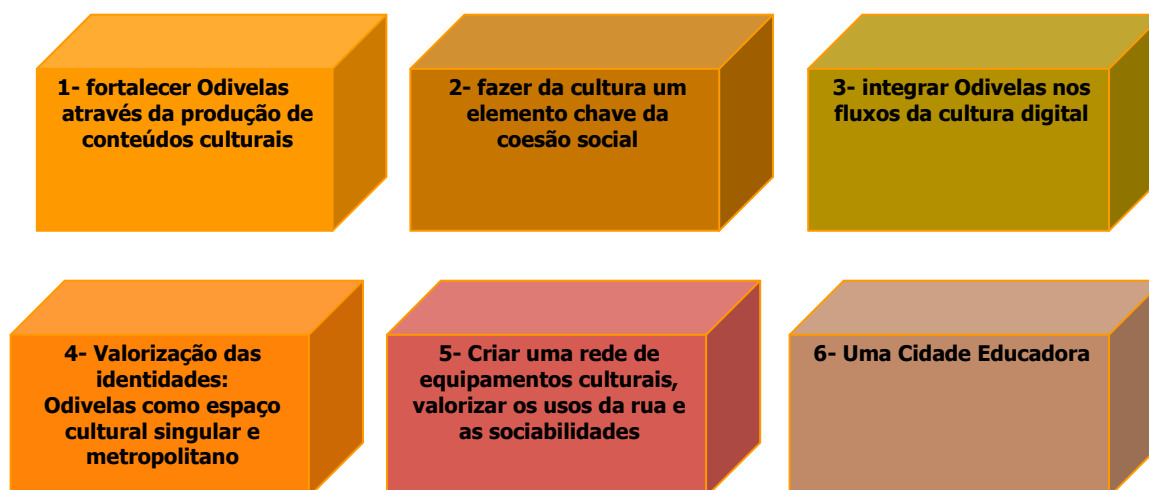 1- fortalecer Odivelas
através da produção de
conteúdos culturais
2- fazer da cultura um
elemento chave da
coesão social
3- integrar Odivelas nos
fluxos da cultura digital
4- Valorização das
identidades:
Odivelas como espaço
cultural singular e
metropolitano
5- Criar uma rede de
equipamentos culturais,
valorizar os usos da rua e
as sociabilidades
6- Uma Cidade Educadora